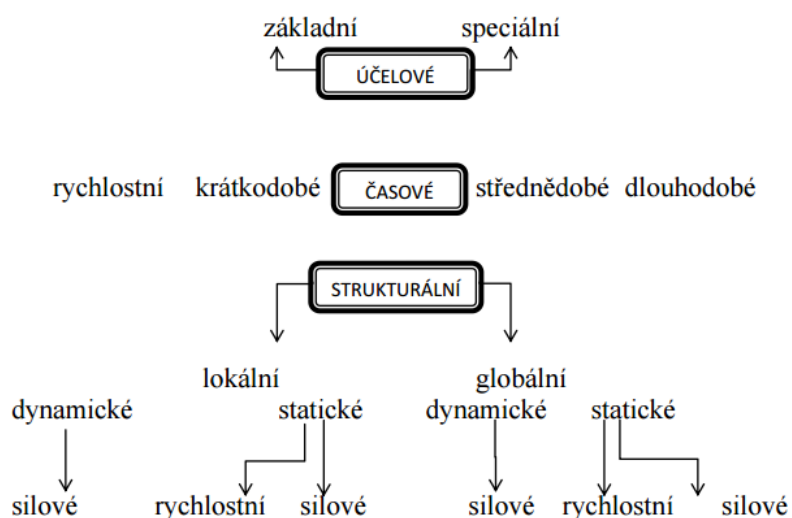 základní speciální
ÚČELOVÉ
rychlostní krátkodobé ČASOVÉ střednědobé dlouhodobé
STRUKTURÁLNÍ
lokální globální
dynamické statické dynamické statické
silové rychlostní silové silové rychlostní silové